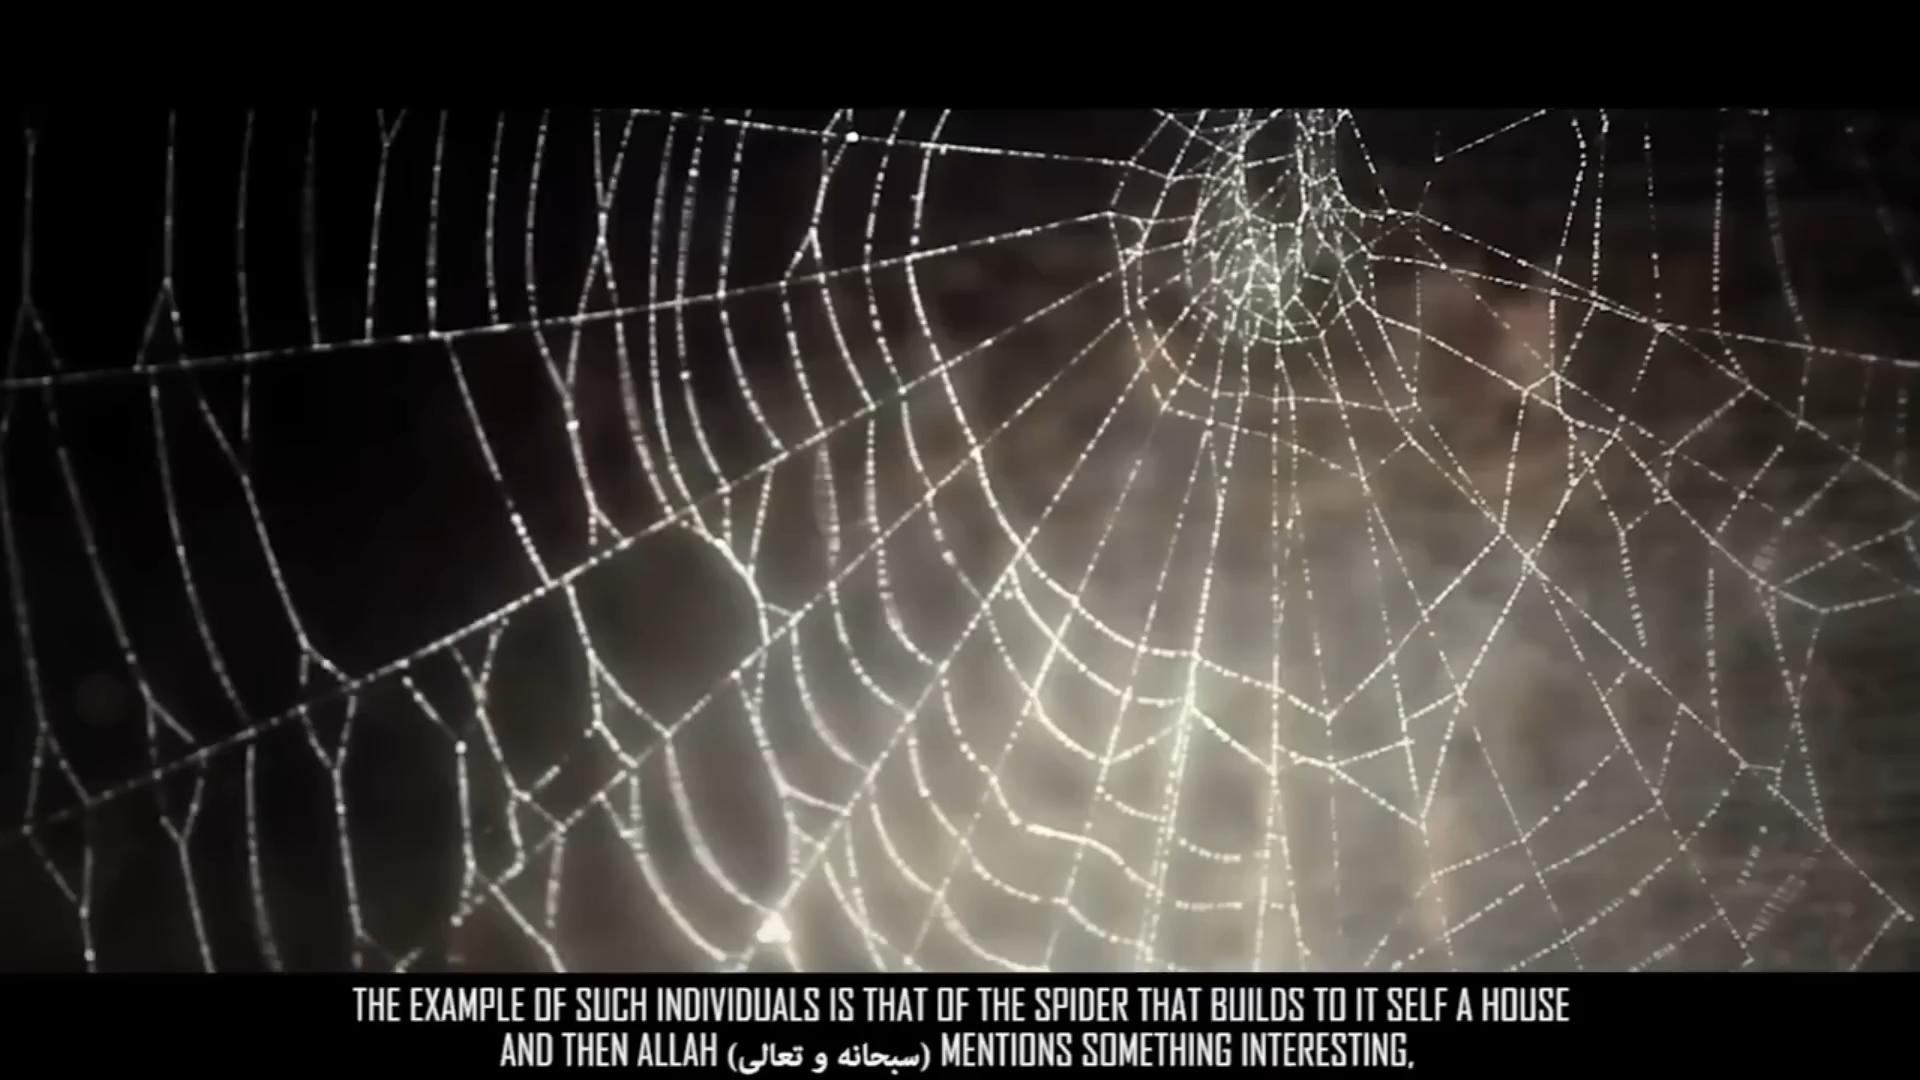 THE EXAMPLE OF SUCH INDIVIDUALS IS THAT OF THE SPIDER THAT BUILDS TO IT SELF A HOUSE
AND THEN ALLAH (سبحانه و تعالى) MENTIONS SOMETHING INTERESTING,